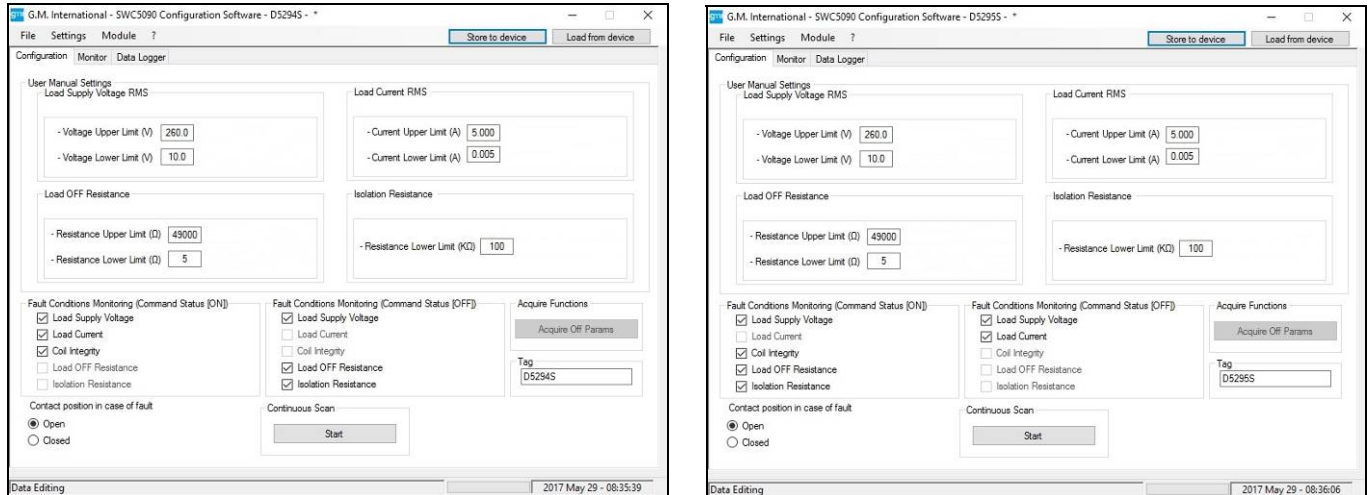 G.M. International - SWC5090 Configuration Software - D5294S - *
File Settings Module ? Store to device Load from device
Configuration Monitor Data Logger
User Manual Settings
Load Supply Voltage RMS Load Current RMS
- Voltage Upper Limit (V) 260.0 - Current Upper Limit (A) 5.000
- Voltage Lower Limit (V) 10.0 - Current Lower Limit (A) 0.005
Load OFF Resistance Isolation Resistance
- Resistance Upper Limit (Ω) 49000
- Resistance Lower Limit (KΩ) 100
- Resistance Lower Limit (Ω) 5
Fault Conditions Monitoring (Command Status [ON]) Fault Conditions Monitoring (Command Status [OFF]) Acquire Functions
Load Supply Voltage Load Supply Voltage Acquire Off Params
Load Current Load Current
Coil Integrity Coil Integrity
Load OFF Resistance Load OFF Resistance Tag
Isolation Resistance Isolation Resistance D5294S
Contact position in case of fault Continuous Scan
Open
Closed Start
Data Editing 2017 May 29 - 08:35:39
G.M. International - SWC5090 Configuration Software - D5295S - *
File Settings Module ? Store to device Load from device
Configuration Monitor Data Logger
User Manual Settings
Load Supply Voltage RMS Load Current RMS
- Voltage Upper Limit (V) 260.0 - Current Upper Limit (A) 5.000
- Voltage Lower Limit (V) 10.0 - Current Lower Limit (A) 0.005
Load OFF Resistance Isolation Resistance
- Resistance Upper Limit (Ω) 49000
- Resistance Lower Limit (KΩ) 100
- Resistance Lower Limit (Ω) 5
Fault Conditions Monitoring (Command Status [ON]) Fault Conditions Monitoring (Command Status [OFF]) Acquire Functions
Load Supply Voltage Load Supply Voltage Acquire Off Params
Load Current Load Current
Coil Integrity Coil Integrity
Load OFF Resistance Load OFF Resistance Tag
Isolation Resistance Isolation Resistance D5295S
Contact position in case of fault Continuous Scan
Open
Closed Start
Data Editing 2017 May 29 - 08:36:06